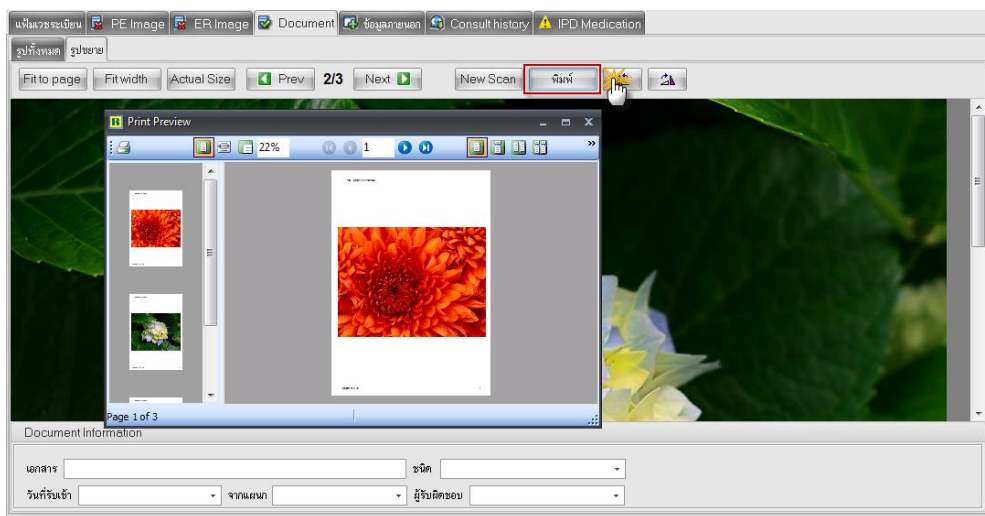 แฟ้มเวชระเบียน PE Image ER Image Document ข้อมูลภายนอก Consult history IPD Medication
รูปทั้งหมด รูปขยาย
Fit to page Fit width Actual Size Prev 2/3 Next New Scan พิมพ์
Print Preview
22% 1
Page 1 of 3
Document Information
เอกสาร ชนิด
วันที่รับเข้า จากแผนก ผู้รับผิดชอบ